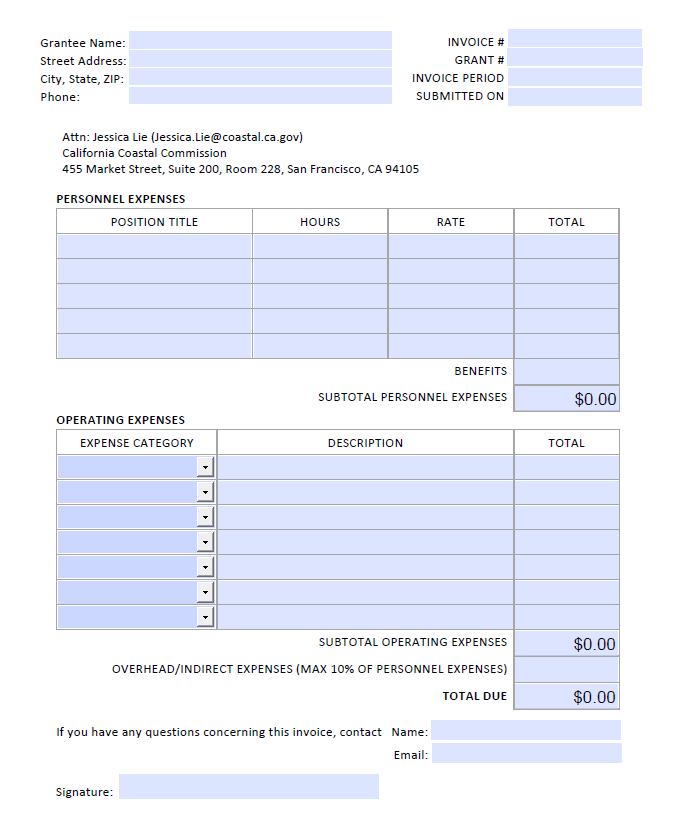 Grantee Name:
Street Address:
City, State, ZIP:
Phone:
INVOICE #
GRANT #
INVOICE PERIOD
SUBMITTED ON
Attn: Jessica Lie (Jessica.Lie@coastal.ca.gov)
California Coastal Commission
455 Market Street, Suite 200, Room 228, San Francisco, CA 94105
PERSONNEL EXPENSES
POSITION TITLE HOURS RATE TOTAL
BENEFITS
SUBTOTAL PERSONNEL EXPENSES $0.00
OPERATING EXPENSES
EXPENSE CATEGORY DESCRIPTION TOTAL
SUBTOTAL OPERATING EXPENSES $0.00
OVERHEAD/INDIRECT EXPENSES (MAX 10% OF PERSONNEL EXPENSES)
TOTAL DUE $0.00
If you have any questions concerning this invoice, contact Name:
Email:
Signature: